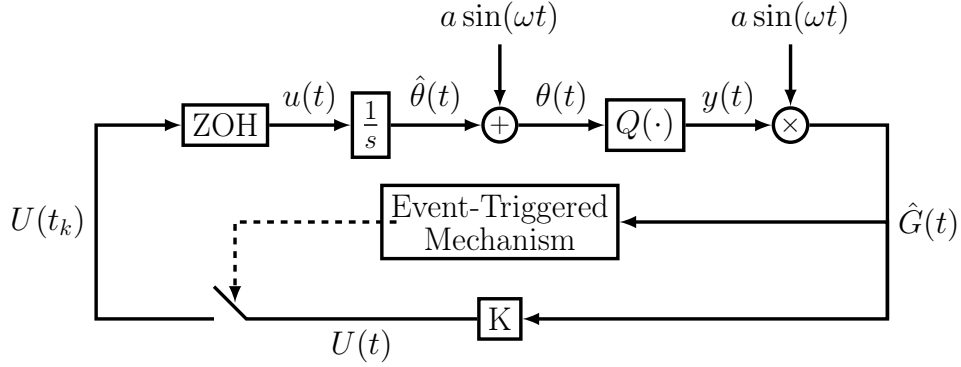 a sin(ωt)
a sin(ωt)
ZOH
u(t)
1
s
θ̂(t)
+
θ(t)
Q(·)
y(t)
×
U(t_k)
Event-Triggered
Mechanism
Ĝ(t)
K
U(t)